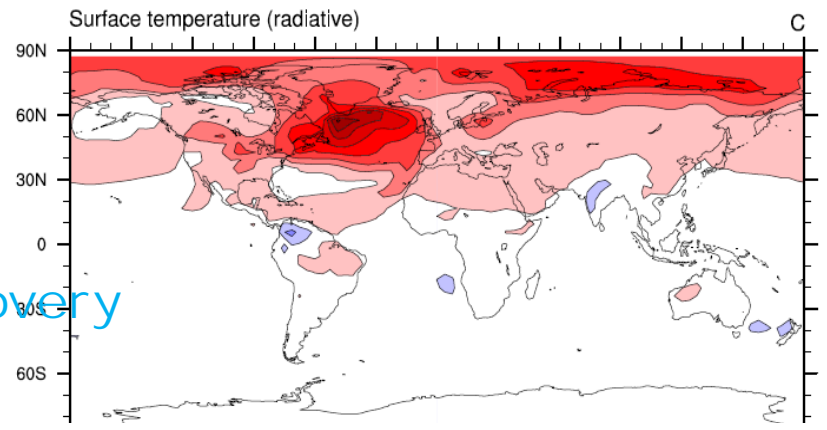 Surface temperature (radiative)
C
90N
60N
30N
0
overy
30S
60S